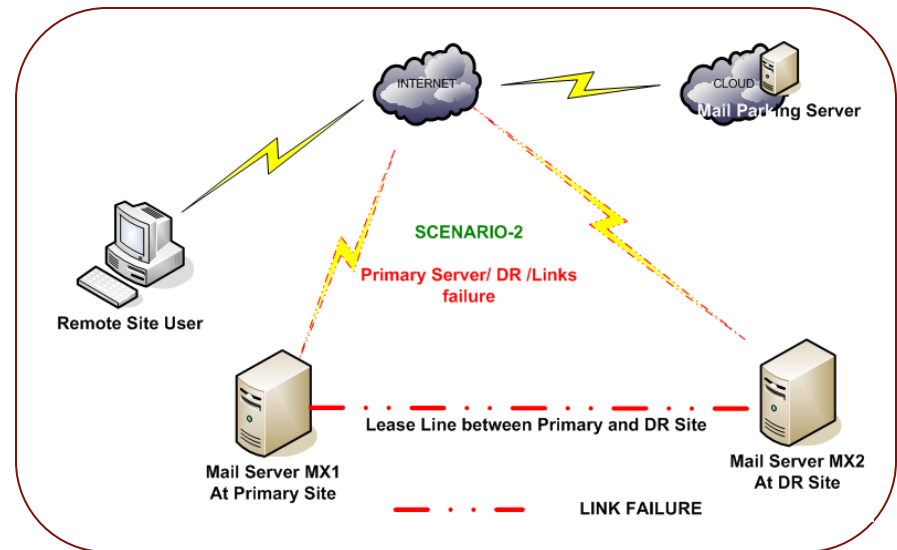 INTERNET
CLOUD
Mail Parking Server
SCENARIO-2
Primary Server/ DR /Links
failure
Remote Site User
Lease Line between Primary and DR Site
Mail Server MX1
At Primary Site
Mail Server MX2
At DR Site
LINK FAILURE